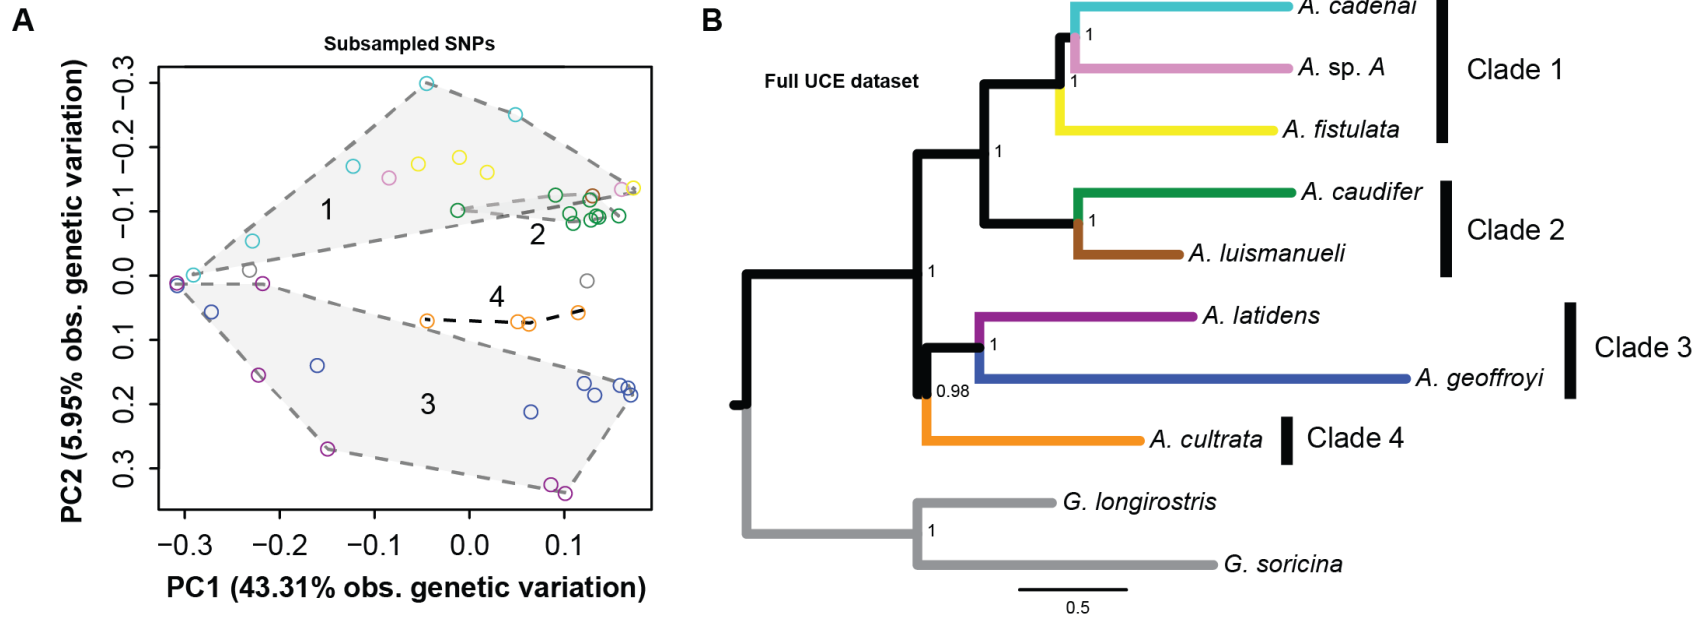 A
Subsampled SNPs
PC2 (5.95% obs. genetic variation)
−0.3
−0.2
−0.1
0.0
0.1
0.2
0.3
1
2
4
3
−0.3
−0.2
−0.1
0.0
0.1
PC1 (43.31% obs. genetic variation)
B
Full UCE dataset
A. cadenai
1
A. sp. A
1
A. fistulata
Clade 1
1
A. caudifer
1
A. luismanueli
Clade 2
1
A. latidens
1
A. geoffroyi
Clade 3
0.98
A. cultrata
Clade 4
G. longirostris
1
G. soricina
0.5